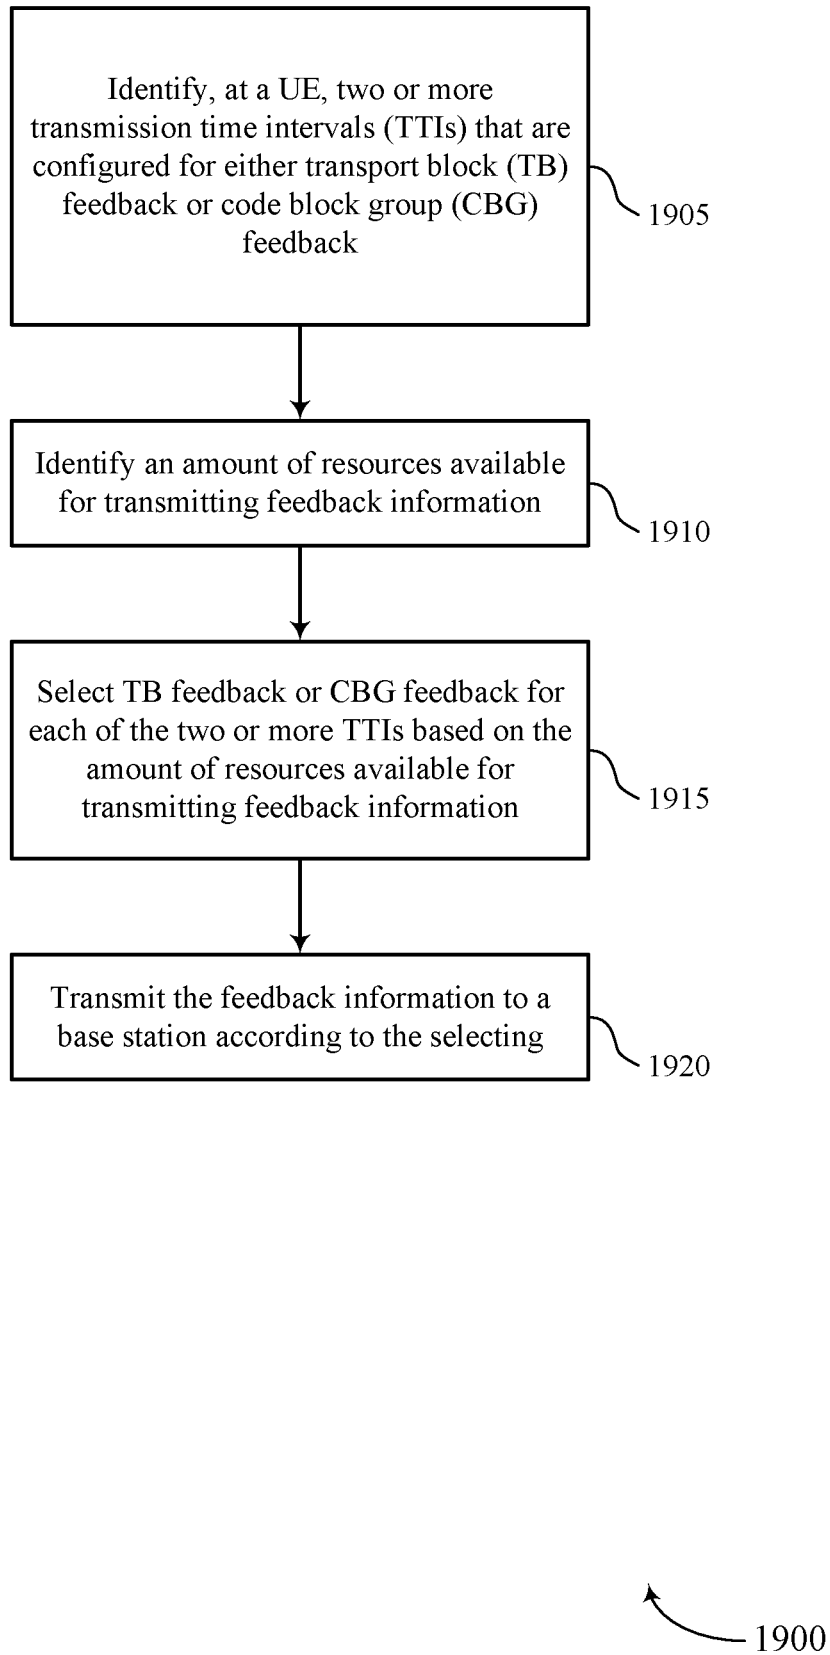 Identify, at a UE, two or more
transmission time intervals (TTIs) that are
configured for either transport block (TB)
feedback or code block group (CBG)
feedback
1905
Identify an amount of resources available
for transmitting feedback information
1910
Select TB feedback or CBG feedback for
each of the two or more TTIs based on the
amount of resources available for
transmitting feedback information
1915
Transmit the feedback information to a
base station according to the selecting
1920
1900